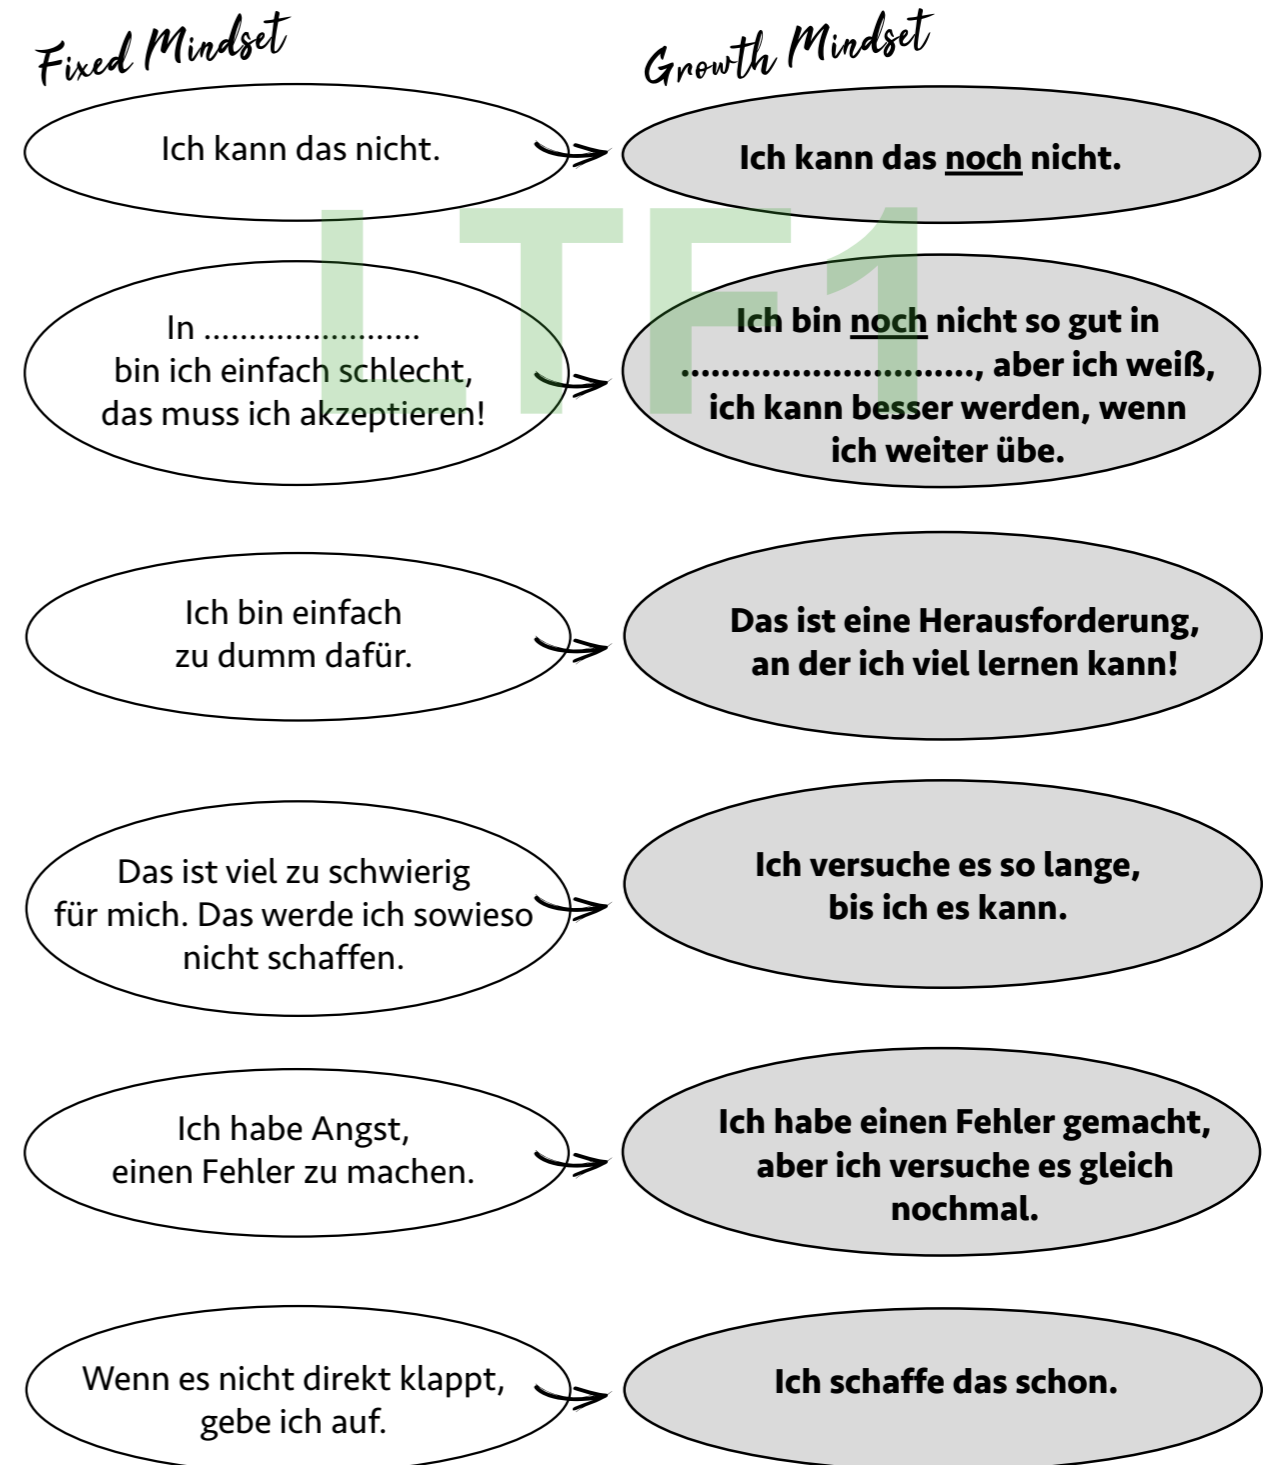 Fixed Mindset
Growth Mindset
Ich kann das nicht.
Ich kann das noch nicht.
In ........................
bin ich einfach schlecht,
das muss ich akzeptieren!
Ich bin noch nicht so gut in
............................., aber ich weiß,
ich kann besser werden, wenn
ich weiter übe.
Ich bin einfach
zu dumm dafür.
Das ist eine Herausforderung,
an der ich viel lernen kann!
Das ist viel zu schwierig
für mich. Das werde ich sowieso
nicht schaffen.
Ich versuche es so lange,
bis ich es kann.
Ich habe Angst,
einen Fehler zu machen.
Ich habe einen Fehler gemacht,
aber ich versuche es gleich
nochmal.
Wenn es nicht direkt klappt,
gebe ich auf.
Ich schaffe das schon.
LTF1